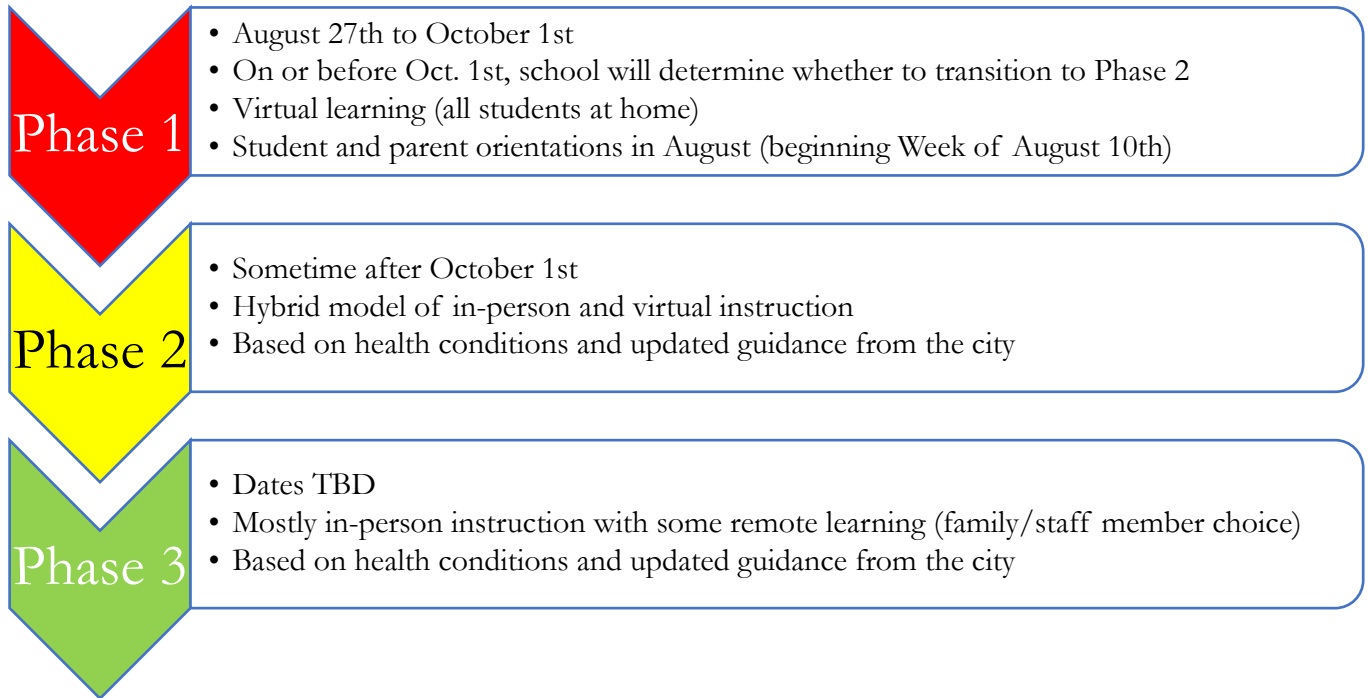 Phase 1
• August 27th to October 1st
• On or before Oct. 1st, school will determine whether to transition to Phase 2
• Virtual learning (all students at home)
• Student and parent orientations in August (beginning Week of August 10th)
Phase 2
• Sometime after October 1st
• Hybrid model of in-person and virtual instruction
• Based on health conditions and updated guidance from the city
Phase 3
• Dates TBD
• Mostly in-person instruction with some remote learning (family/staff member choice)
• Based on health conditions and updated guidance from the city